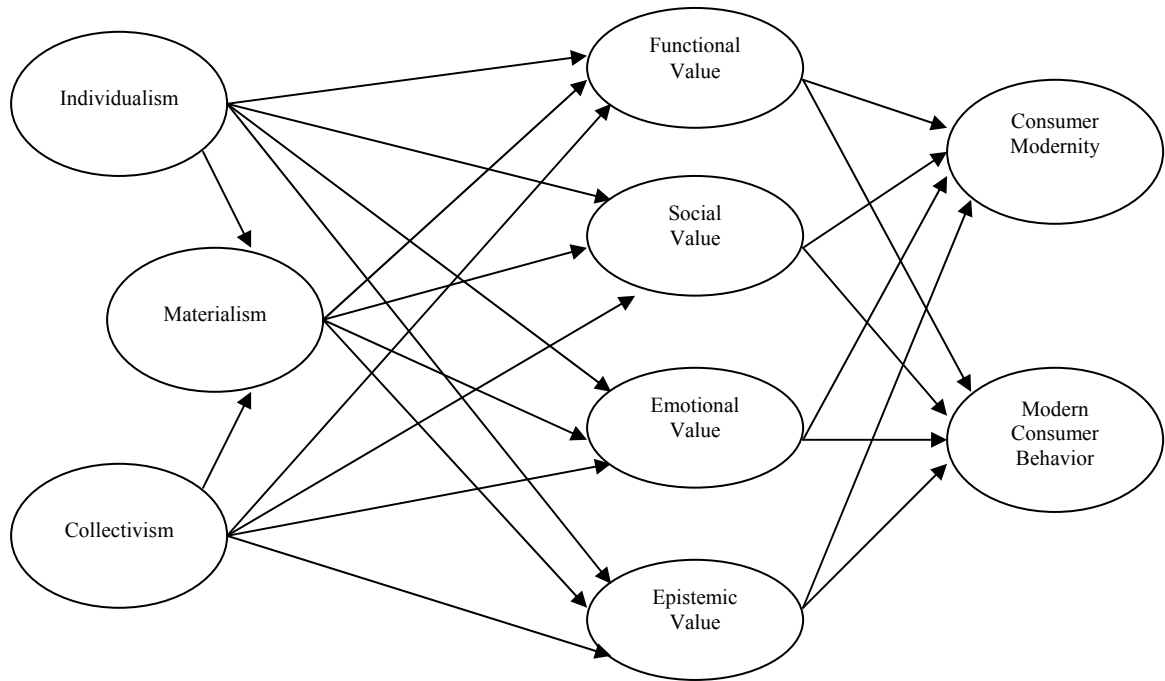 Individualism
Materialism
Collectivism
Functional
Value
Social
Value
Emotional
Value
Epistemic
Value
Consumer
Modernity
Modern
Consumer
Behavior